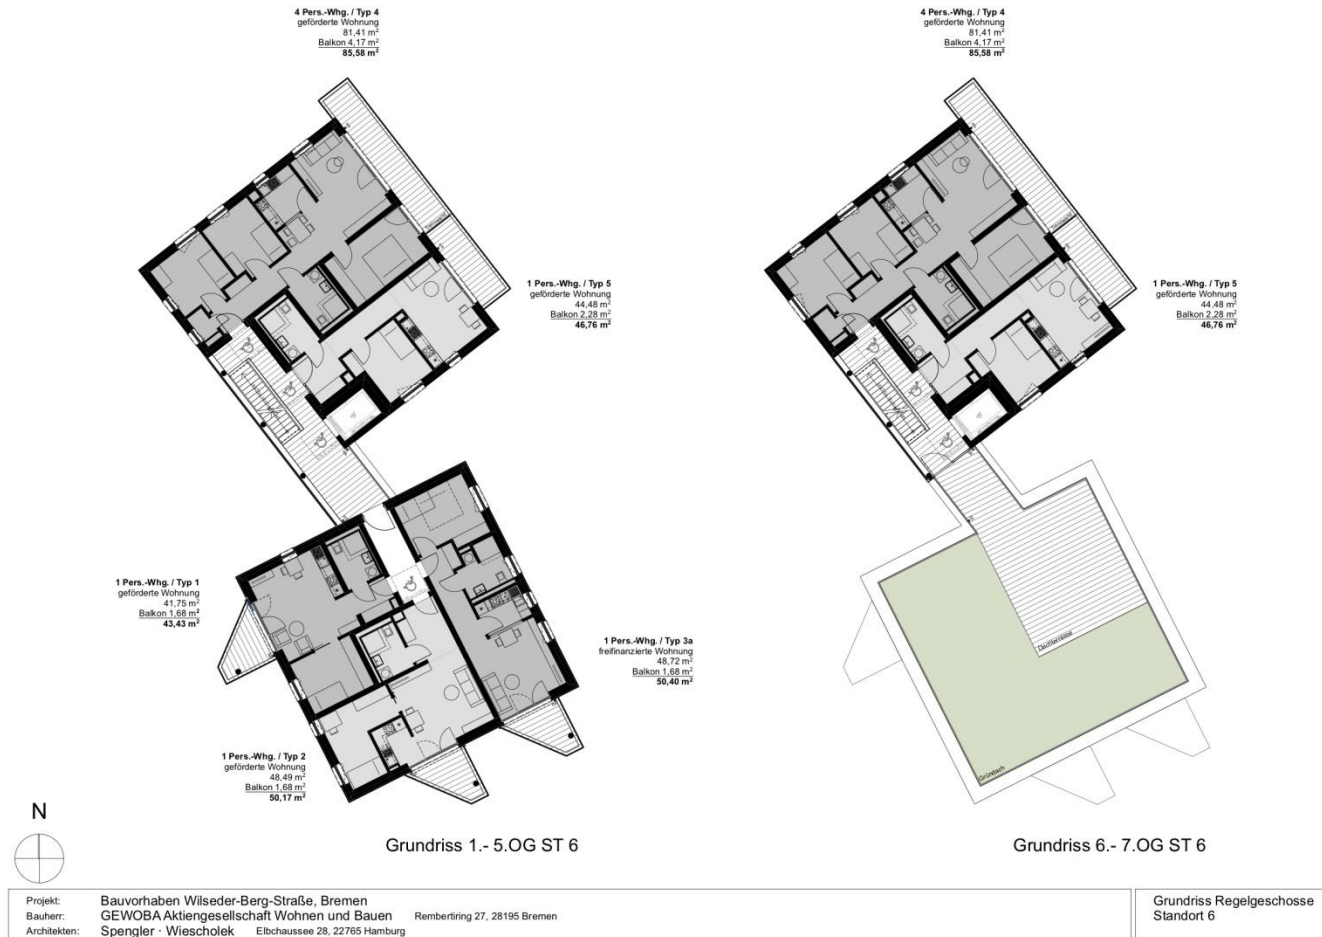 4 Pers.-Whg. / Typ 4
geförderte Wohnung
81,41 m²
Balkon 4,17 m²
85,58 m²
1 Pers.-Whg. / Typ 5
geförderte Wohnung
44,48 m²
Balkon 2,28 m²
46,76 m²
1 Pers.-Whg. / Typ 1
geförderte Wohnung
41,75 m²
Balkon 1,68 m²
43,43 m²
1 Pers.-Whg. / Typ 3a
freifinanzierte Wohnung
48,72 m²
Balkon 1,68 m²
50,40 m²
1 Pers.-Whg. / Typ 2
geförderte Wohnung
48,49 m²
Balkon 1,68 m²
50,17 m²
Grundriss 1.- 5.OG ST 6
4 Pers.-Whg. / Typ 4
geförderte Wohnung
81,41 m²
Balkon 4,17 m²
85,58 m²
1 Pers.-Whg. / Typ 5
geförderte Wohnung
44,48 m²
Balkon 2,28 m²
46,76 m²
Dachterrasse
Gründach
Grundriss 6.- 7.OG ST 6
N
Projekt: Bauvorhaben Wilseder-Berg-Straße, Bremen
Bauherr: GEWOBA Aktiengesellschaft Wohnen und Bauen Rembertiring 27, 28195 Bremen
Architekten: Spengler · Wiescholek Elbchaussee 28, 22765 Hamburg
Grundriss Regelgeschosse
Standort 6